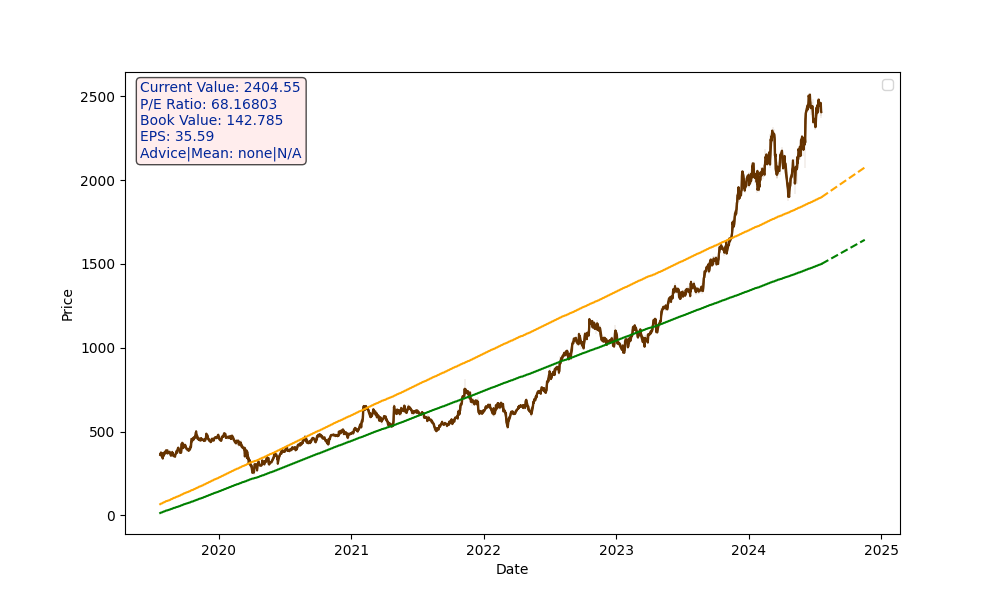 Current Value: 2404.55
P/E Ratio: 68.16803
Book Value: 142.785
EPS: 35.59
Advice|Mean: none|N/A
2500
2000
1500
1000
500
0
Price
2020 2021 2022 2023 2024 2025
Date